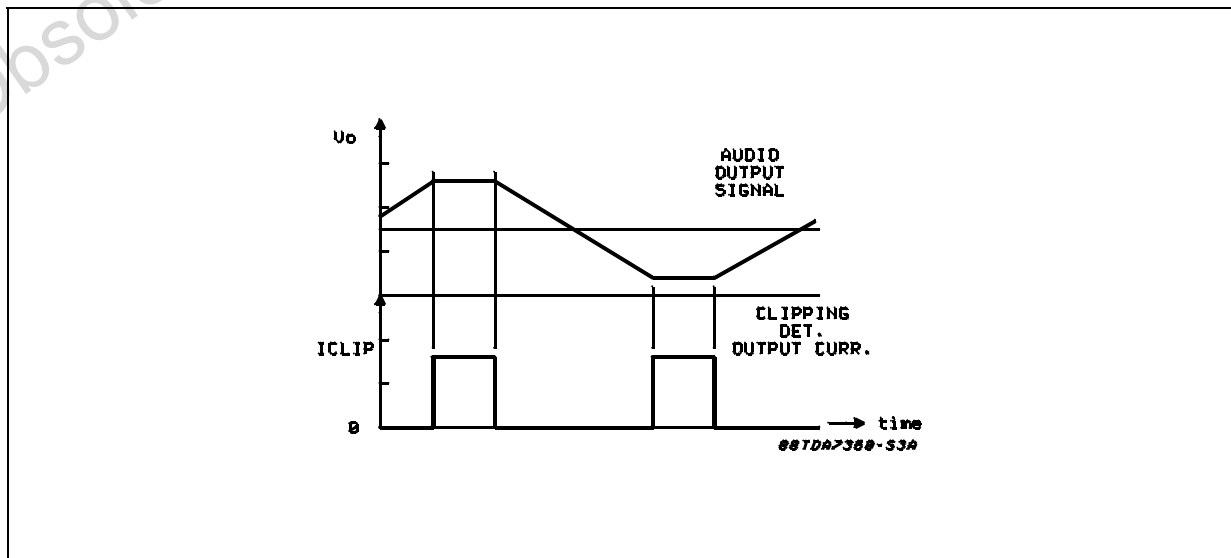 Vo
AUDIO
OUTPUT
SIGNAL
CLIPPING
DET.
OUTPUT CURR.
ICLIP
0
time
88TDA7360-S3A